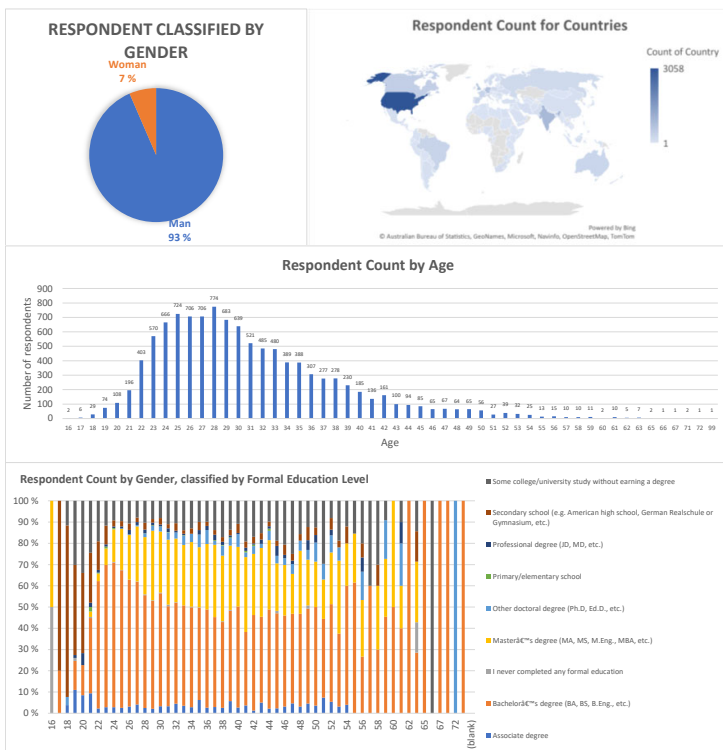 RESPONDENT CLASSIFIED BY
GENDER
Woman
7 %
Man
93 %
Respondent Count for Countries
Count of Country
3058
1
Powered by Bing
© Australian Bureau of Statistics, GeoNames, Microsoft, Navinfo, OpenStreetMap, TomTom
Respondent Count by Age
Number of respondents
900
800
700
600
500
400
300
200
100
0
2 6 29 74 108 196 403 570 666 724 706 706 774 683 639 521 485 480 389 388 307 277 278 230 185 136 161 100 94 85 65 67 64 65 56 27 39 32 25 13 15 10 10 11 2 10 5 7 2 1 2 1 1 1
16 17 18 19 20 21 22 23 24 25 26 27 28 29 30 31 32 33 34 35 36 37 38 39 40 41 42 43 44 45 46 47 48 49 50 51 52 53 54 55 56 57 58 59 60 61 62 63 65 66 67 71 72 99
Age
Respondent Count by Gender, classified by Formal Education Level
100 %
90 %
80 %
70 %
60 %
50 %
40 %
30 %
20 %
10 %
0 %
16 18 20 22 24 26 28 30 32 34 36 38 40 42 44 46 48 50 52 54 56 58 60 62 65 67 72 (blank)
Some college/university study without earning a degree
Secondary school (e.g. American high school, German Realschule or
Gymnasium, etc.)
Professional degree (JD, MD, etc.)
Primary/elementary school
Other doctoral degree (Ph.D, Ed.D., etc.)
Masterâ€™s degree (MA, MS, M.Eng., MBA, etc.)
I never completed any formal education
Bachelorâ€™s degree (BA, BS, B.Eng., etc.)
Associate degree